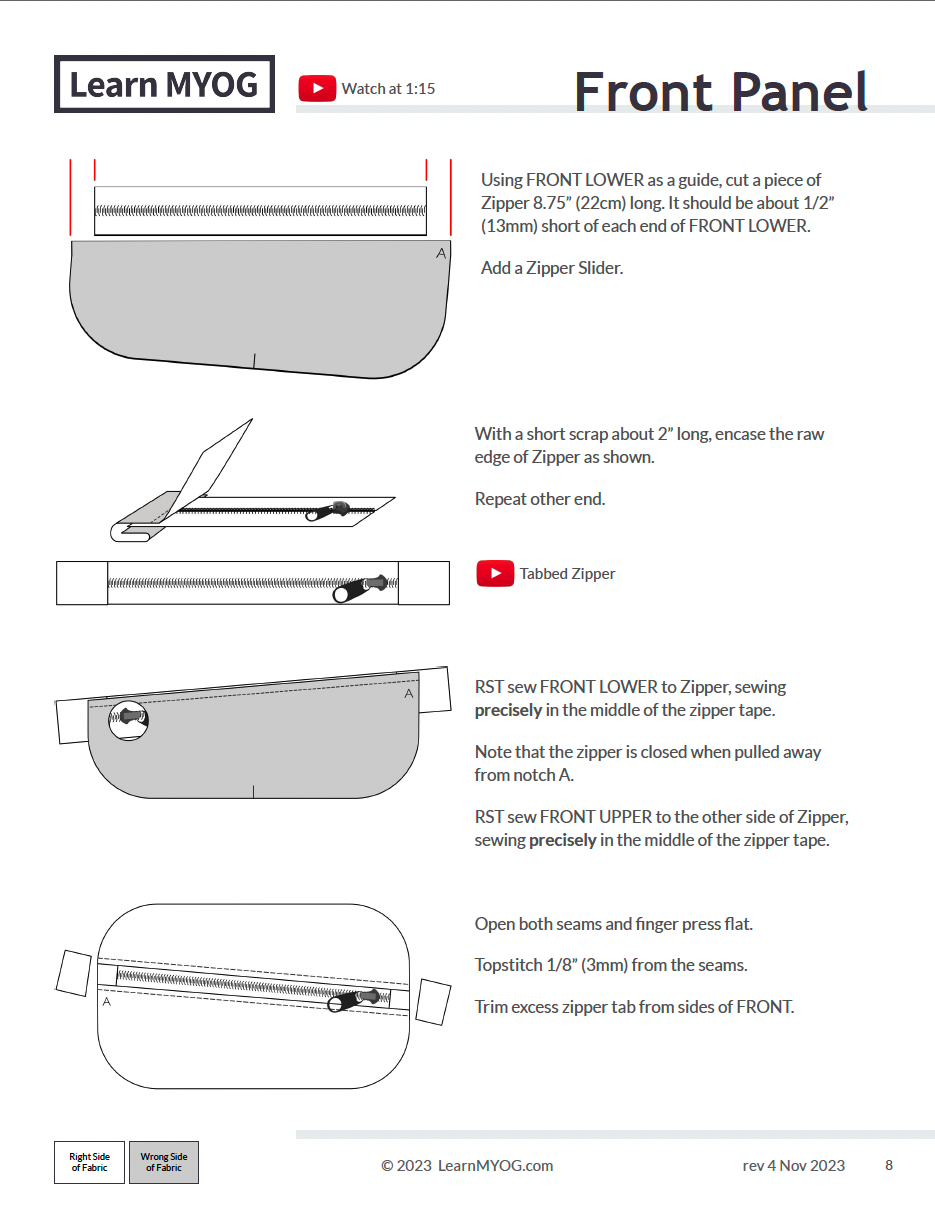 Learn MYOG
Watch at 1:15
Front Panel
Using FRONT LOWER as a guide, cut a piece of
Zipper 8.75” (22cm) long. It should be about 1/2”
(13mm) short of each end of FRONT LOWER.
Add a Zipper Slider.
A
With a short scrap about 2” long, encase the raw
edge of Zipper as shown.
Repeat other end.
Tabbed Zipper
RST sew FRONT LOWER to Zipper, sewing
precisely in the middle of the zipper tape.
A
Note that the zipper is closed when pulled away
from notch A.
RST sew FRONT UPPER to the other side of Zipper,
sewing precisely in the middle of the zipper tape.
Open both seams and finger press flat.
Topstitch 1/8” (3mm) from the seams.
Trim excess zipper tab from sides of FRONT.
A
Right Side
of Fabric
Wrong Side
of Fabric
© 2023 LearnMYOG.com
rev 4 Nov 2023
8